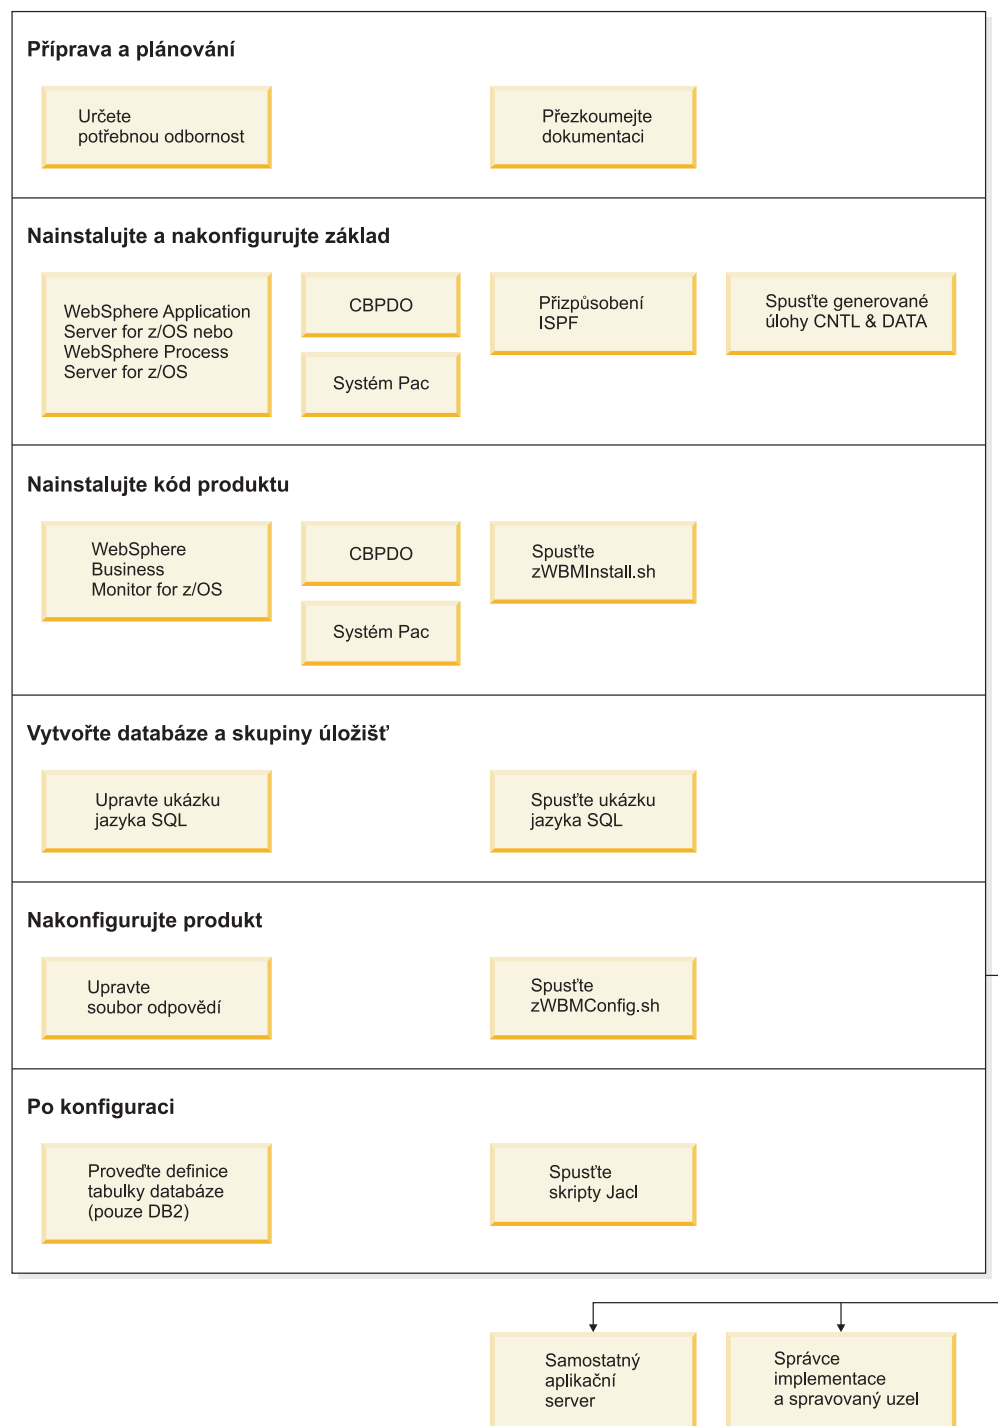 Příprava a plánování
Určete
potřebnou odbornost
Přezkoumejte
dokumentaci
Nainstalujte a nakonfigurujte základ
WebSphere Application
Server for z/OS nebo
WebSphere Process
Server for z/OS
CBPDO
Systém Pac
Přizpůsobení
ISPF
Spusťte generované
úlohy CNTL & DATA
Nainstalujte kód produktu
WebSphere
Business
Monitor for z/OS
CBPDO
Systém Pac
Spusťte
zWBMInstall.sh
Vytvořte databáze a skupiny úložišť
Upravte ukázku
jazyka SQL
Spusťte ukázku
jazyka SQL
Nakonfigurujte produkt
Upravte
soubor odpovědí
Spusťte
zWBMConfig.sh
Po konfiguraci
Proveďte definice
tabulky databáze
(pouze DB2)
Spusťte
skripty Jacl
Samostatný
aplikační
server
Správce
implementace
a spravovaný uzel